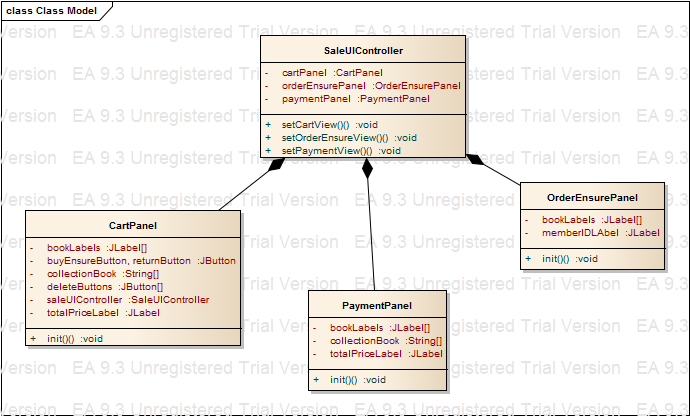 class Class Model
EA 9.3 Unregistered Trial Version
SaleUIController
- cartPanel :CartPanel
- orderEnsurePanel :OrderEnsurePanel
- paymentPanel :PaymentPanel
+ setCartView()() :void
+ setOrderEnsureView()() :void
+ setPaymentView()() :void
OrderEnsurePanel
- bookLabels :JLabel[]
- memberIDLAbel :JLabel
+ init()() :void
CartPanel
- bookLabels :JLabel[]
- buyEnsureButton, returnButton :JButton
- collectionBook :String[]
- deleteButtons :JButton[]
- saleUIController :SaleUIController
- totalPriceLabel :JLabel
+ init()() :void
PaymentPanel
- bookLabels :JLabel[]
- collectionBook :String[]
- totalPriceLabel :JLabel
+ init()() :void